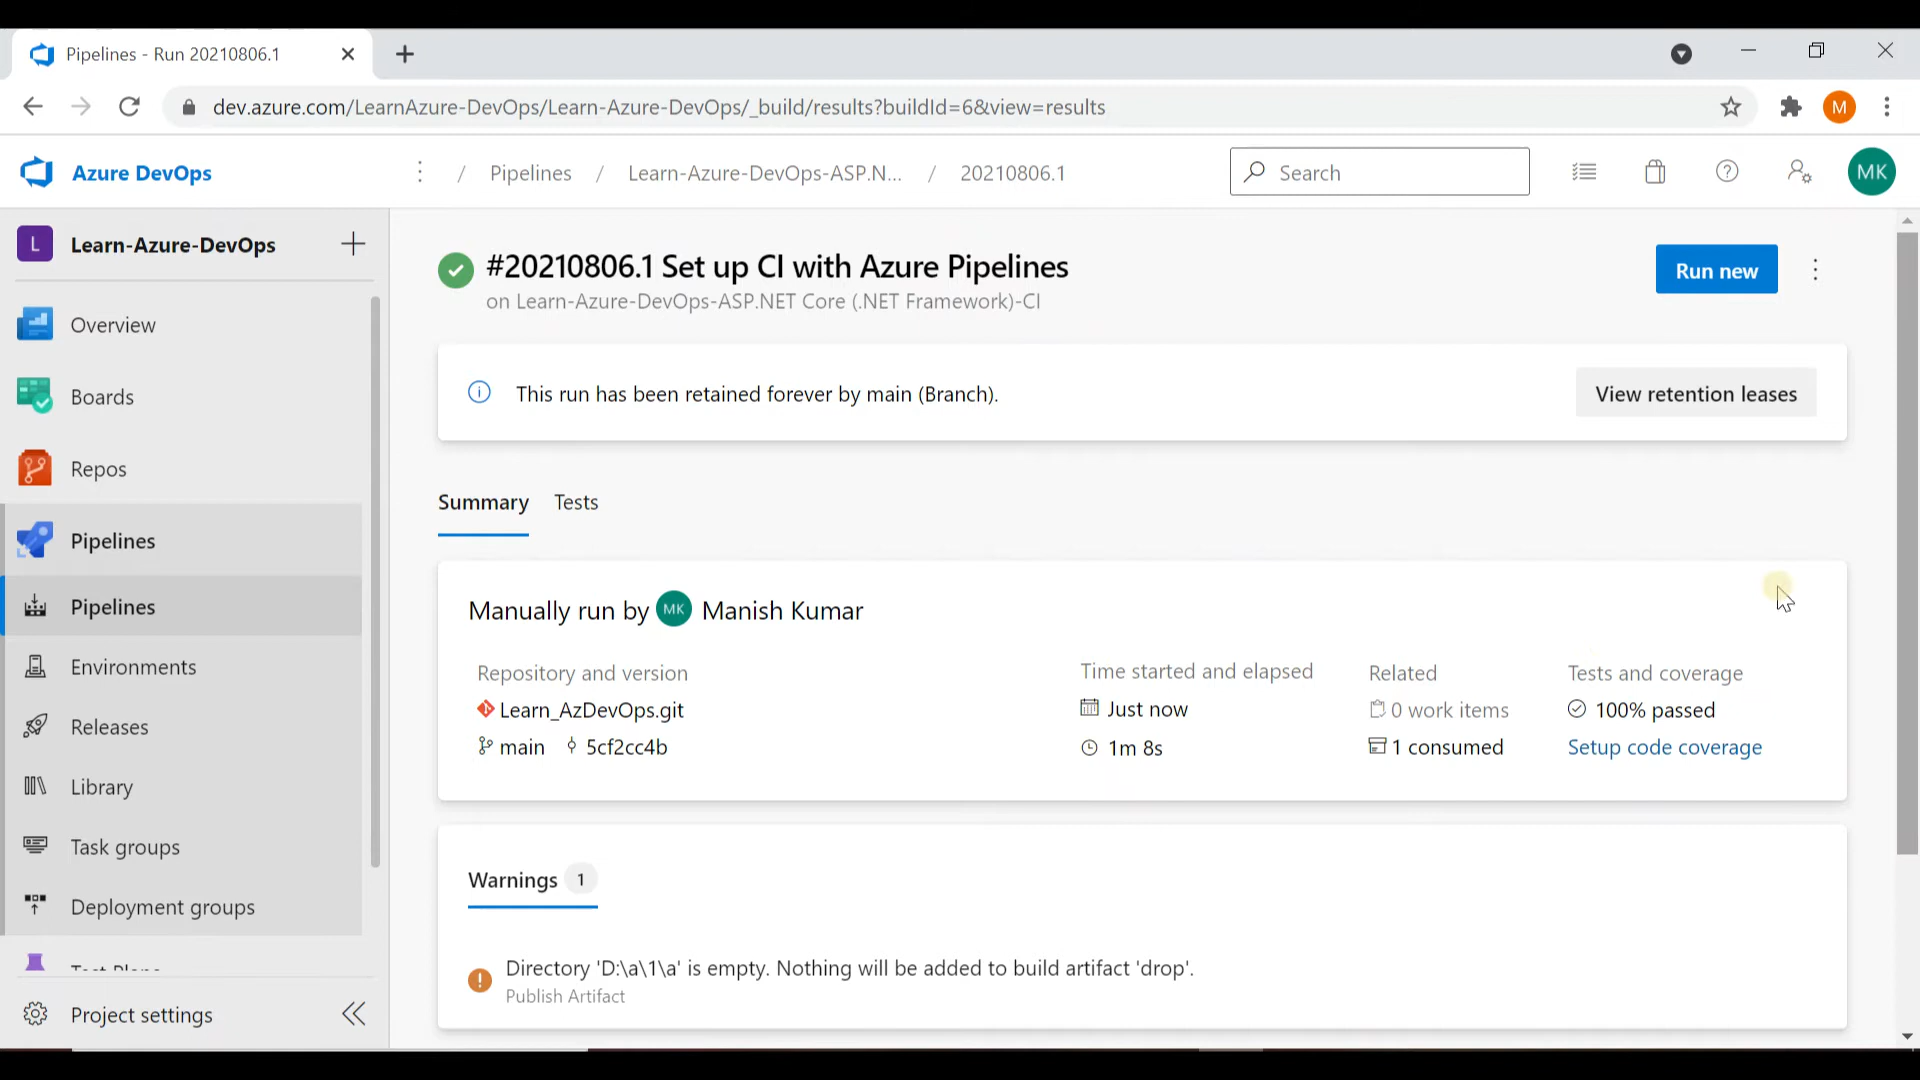 Pipelines - Run 20210806.1
dev.azure.com/LearnAzure-DevOps/Learn-Azure-DevOps/_build/results?buildId=6&view=results
M
Azure DevOps
/ Pipelines / Learn-Azure-DevOps-ASP.N... / 20210806.1
Search
MK
L Learn-Azure-DevOps
Overview
Boards
Repos
Pipelines
Pipelines
Environments
Releases
Library
Task groups
Deployment groups
Project settings
#20210806.1 Set up CI with Azure Pipelines
on Learn-Azure-DevOps-ASP.NET Core (.NET Framework)-CI
Run new
This run has been retained forever by main (Branch).
View retention leases
Summary
Tests
Manually run by MK Manish Kumar
Repository and version
Learn_AzDevOps.git
main 5cf2cc4b
Time started and elapsed
Just now
1m 8s
Related
0 work items
1 consumed
Tests and coverage
100% passed
Setup code coverage
Warnings 1
Directory 'D:\a\1\a' is empty. Nothing will be added to build artifact 'drop'.
Publish Artifact